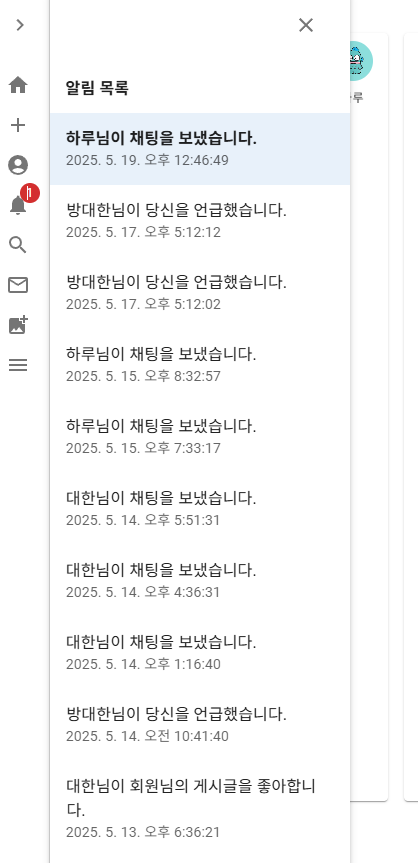 알림 목록
하루님이 채팅을 보냈습니다.
2025. 5. 19. 오후 12:46:49
1
방대한님이 당신을 언급했습니다.
2025. 5. 17. 오후 5:12:12
방대한님이 당신을 언급했습니다.
2025. 5. 17. 오후 5:12:02
하루님이 채팅을 보냈습니다.
2025. 5. 15. 오후 8:32:57
하루님이 채팅을 보냈습니다.
2025. 5. 15. 오후 7:33:17
대한님이 채팅을 보냈습니다.
2025. 5. 14. 오후 5:51:31
대한님이 채팅을 보냈습니다.
2025. 5. 14. 오후 4:36:31
대한님이 채팅을 보냈습니다.
2025. 5. 14. 오후 1:16:40
방대한님이 당신을 언급했습니다.
2025. 5. 14. 오전 10:41:40
대한님이 회원님의 게시글을 좋아합니
다.
2025. 5. 13. 오후 6:36:21